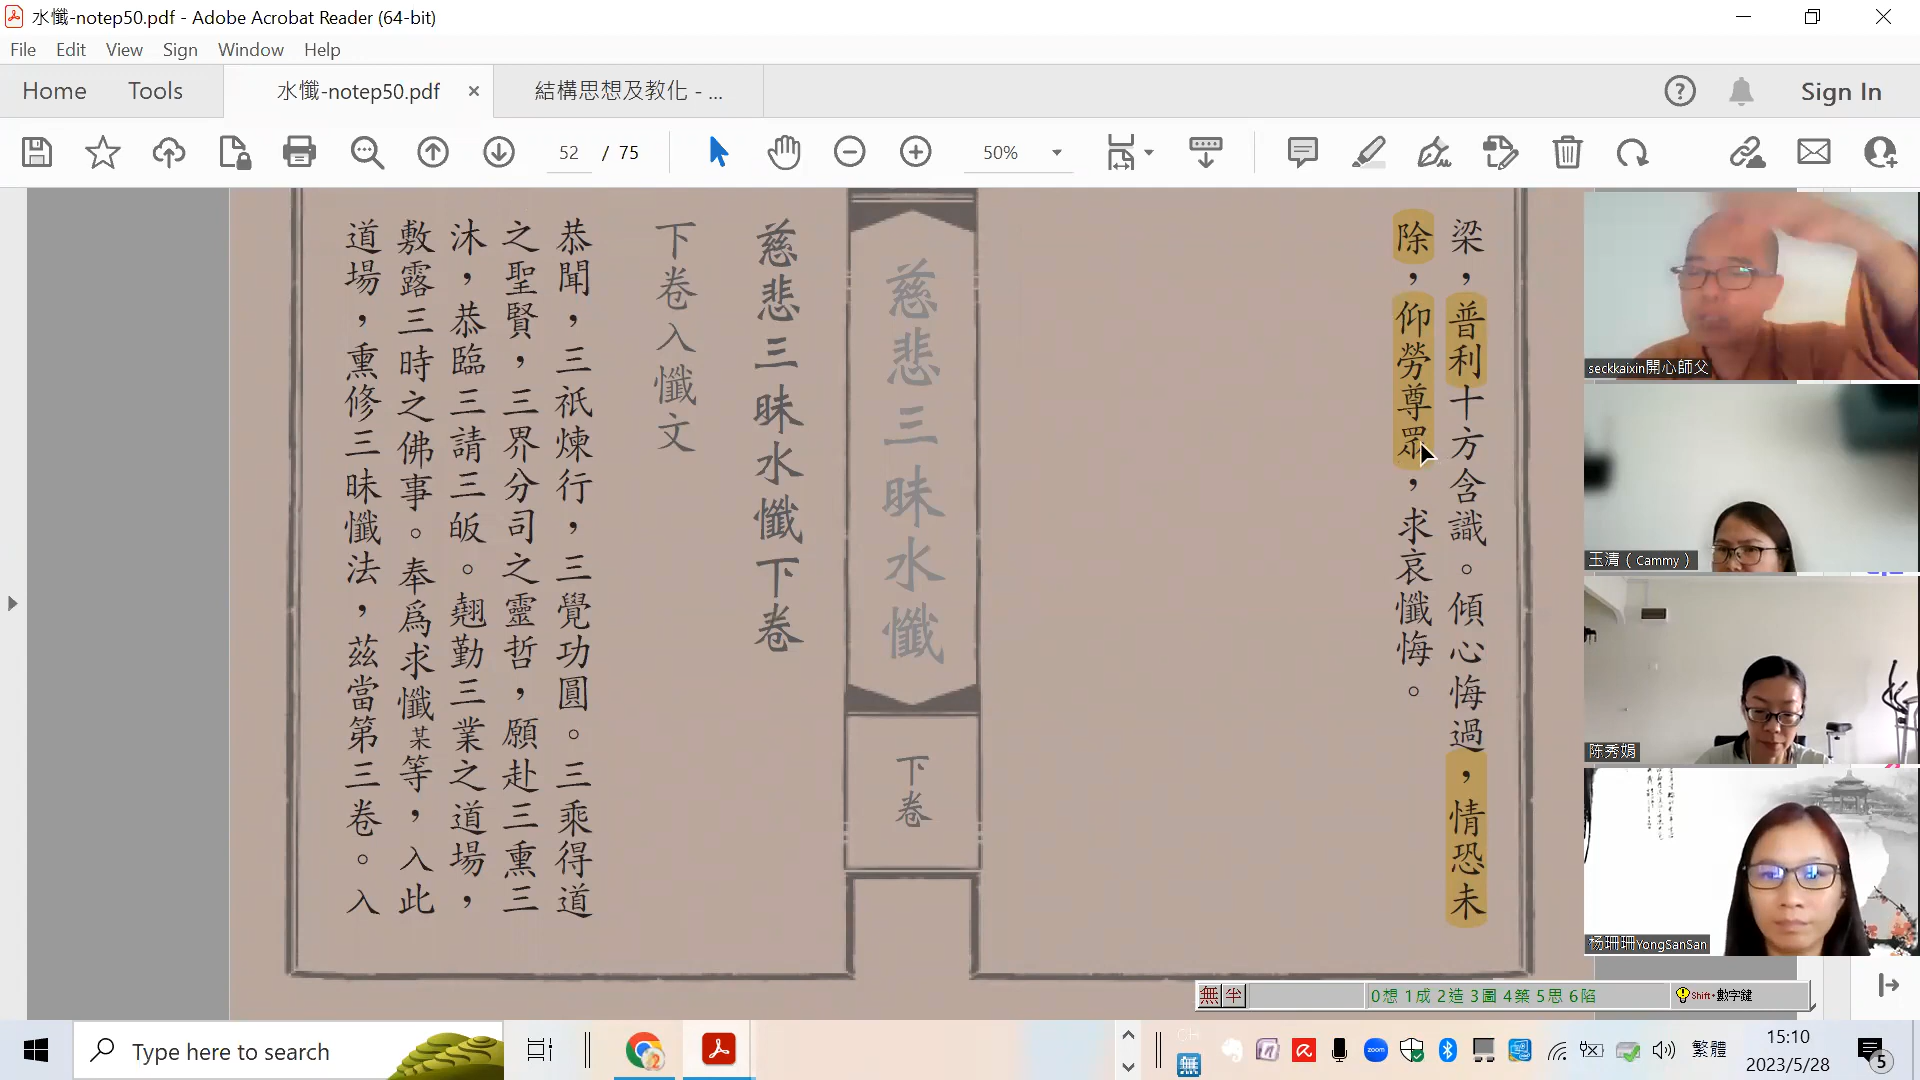 水懺-notep50.pdf - Adobe Acrobat Reader (64-bit)
File Edit View Sign Window Help
Home Tools 水懺-notep50.pdf × 結構思想及教化 - ... Sign In
52 / 75 50%
梁，普利十方含識。傾心悔過，情恐未
除，仰勞尊眾，求哀懺悔。
慈悲三昧水懺
下卷
慈悲三昧水懺下卷
下卷入懺文
恭聞，三祇煉行，三覺功圓。三乘得道
之聖賢，三界分司之靈哲，願赴三熏三
沐，恭臨三請三皈。翹勤三業之道場，
敷露三時之佛事。奉爲求懺某等，入此
道場，熏修三昧懺法，茲當第三卷。入
seckkaixin開心師父
玉清（Cammy）
陈秀娟
杨珊珊YongSanSan
無 半 0想 1成 2造 3圖 4築 5思 6陷 Shift+數字鍵
Type here to search
zoom
繁體
15:10
2023/5/28
5